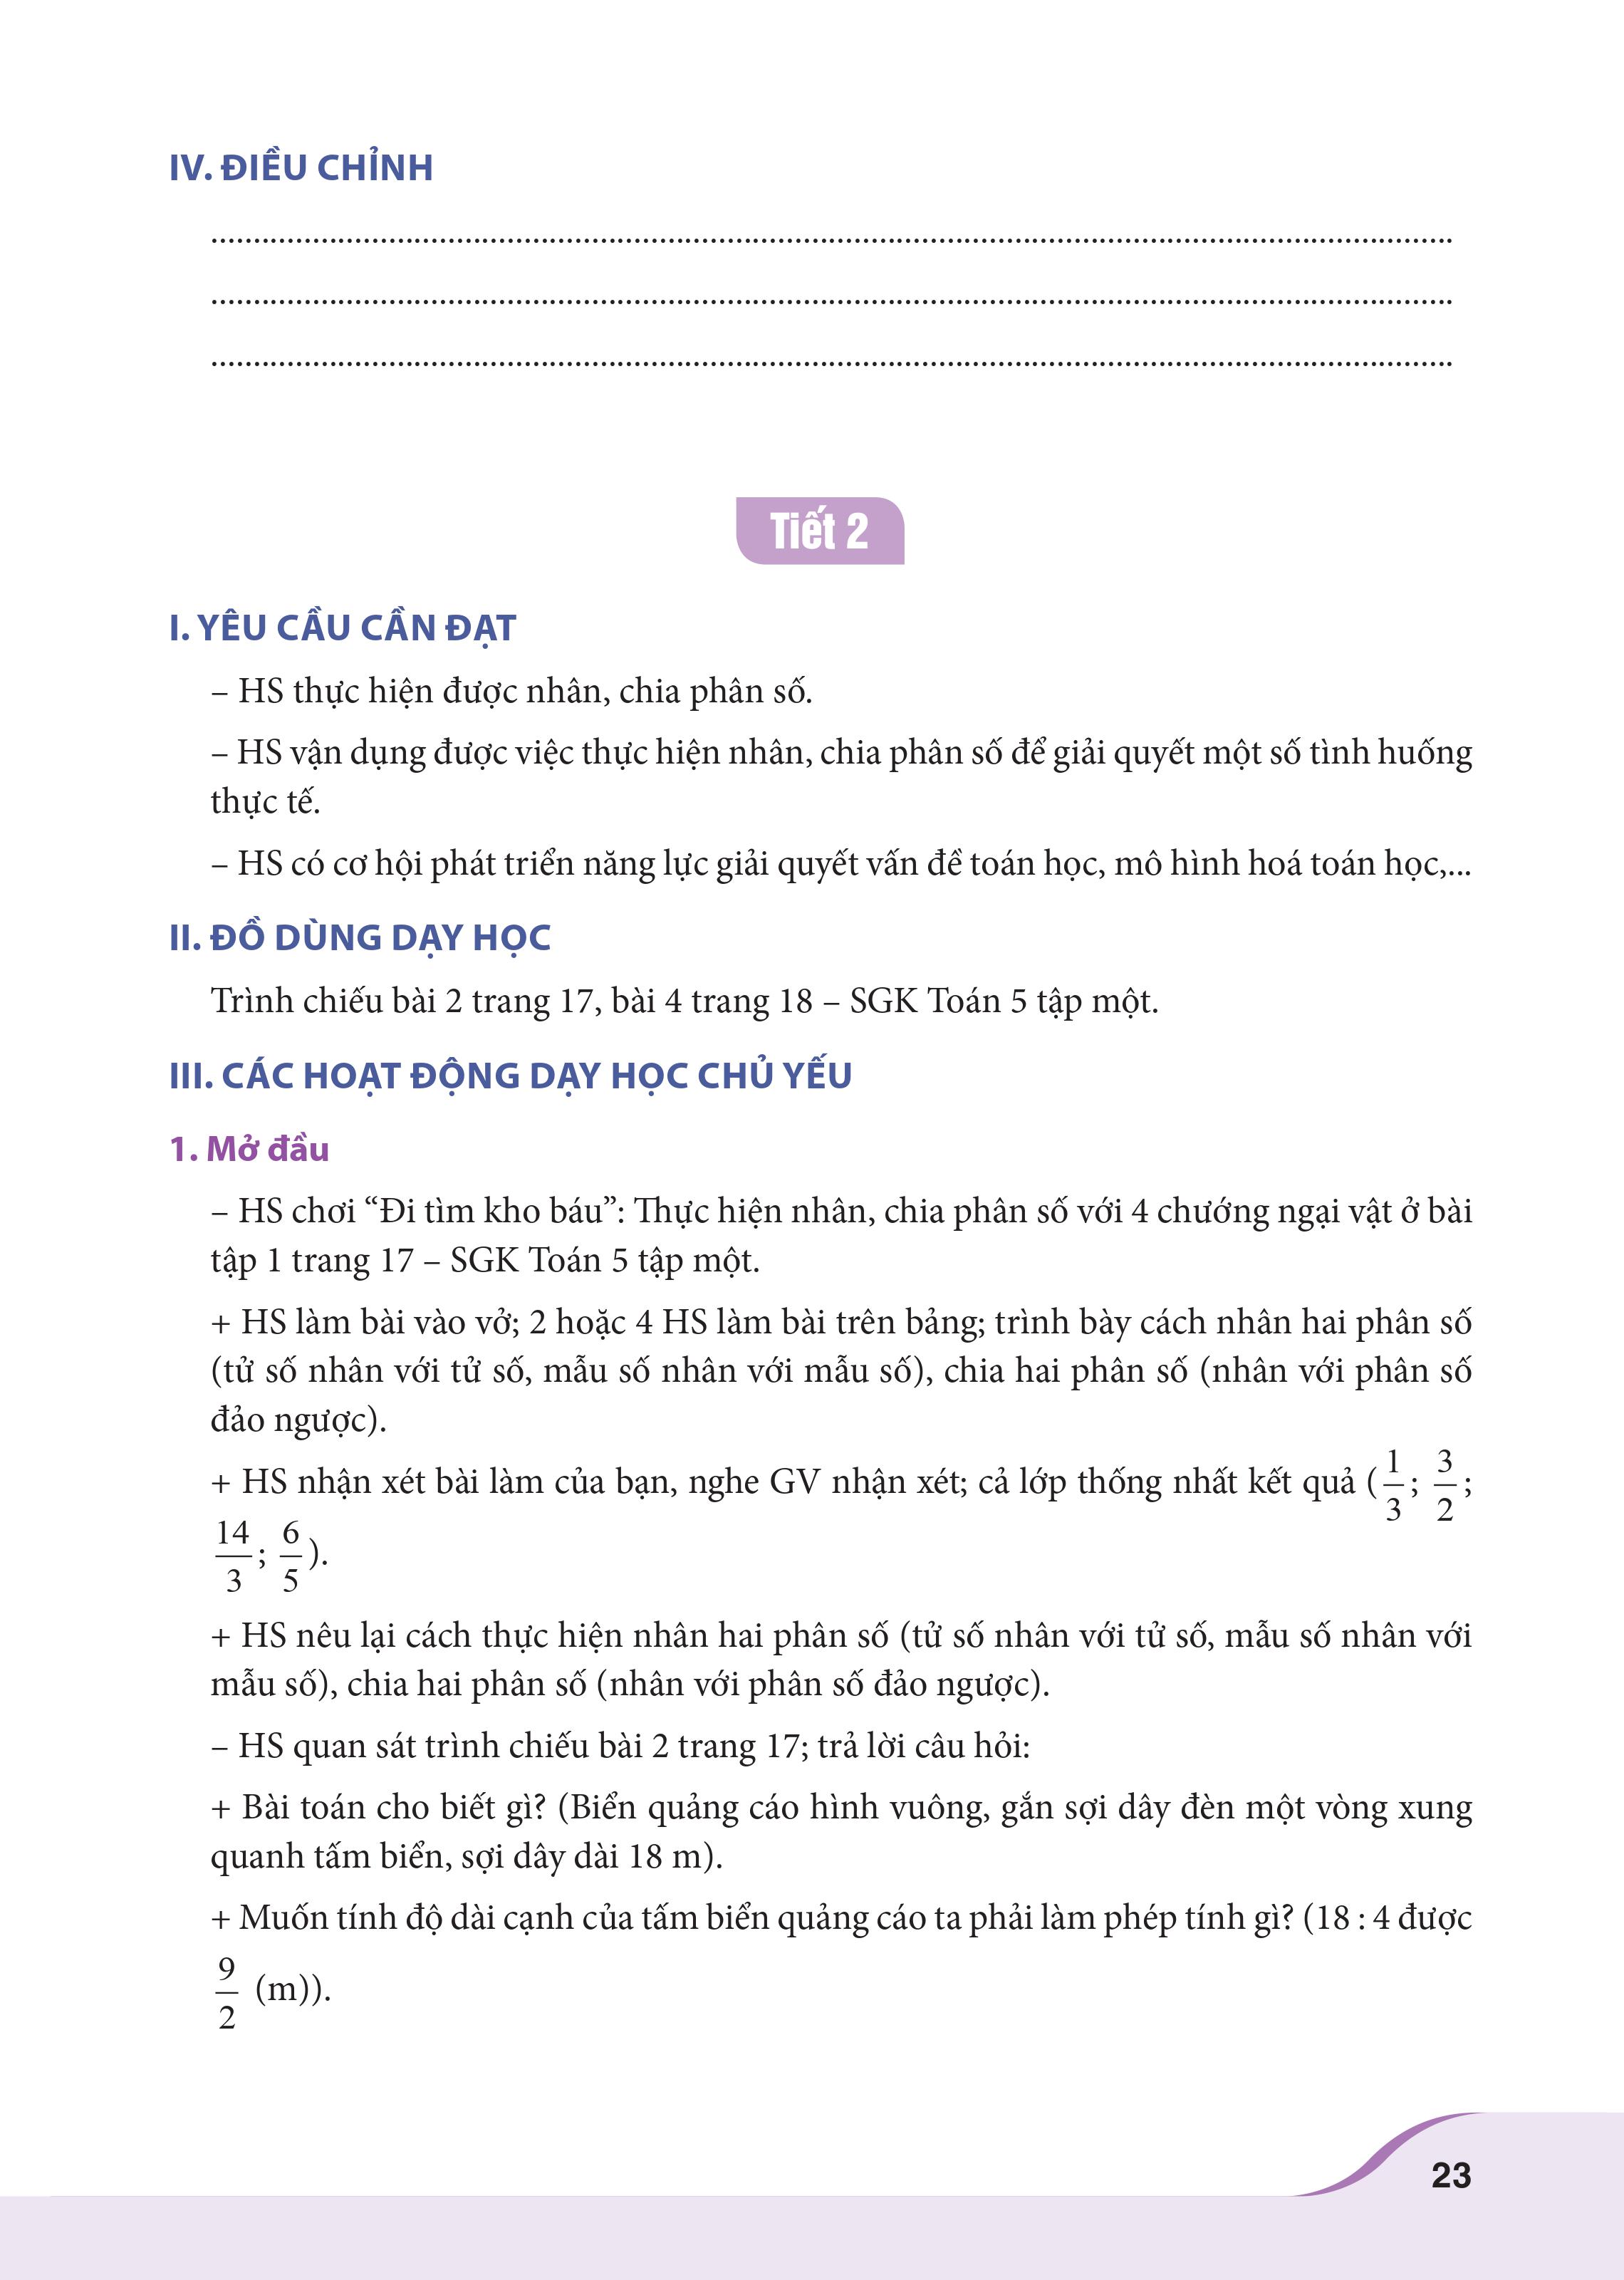 IV. ĐIỀU CHỈNH
....................................................................................................
....................................................................................................
....................................................................................................
Tiết 2
I. YÊU CẦU CẦN ĐẠT
– HS thực hiện được nhân, chia phân số.
– HS vận dụng được việc thực hiện nhân, chia phân số để giải quyết một số tình huống
thực tế.
– HS có cơ hội phát triển năng lực giải quyết vấn đề toán học, mô hình hoá toán học,...
II. ĐỒ DÙNG DẠY HỌC
Trình chiếu bài 2 trang 17, bài 4 trang 18 – SGK Toán 5 tập một.
III. CÁC HOẠT ĐỘNG DẠY HỌC CHỦ YẾU
1. Mở đầu
– HS chơi “Đi tìm kho báu”: Thực hiện nhân, chia phân số với 4 chướng ngại vật ở bài
tập 1 trang 17 – SGK Toán 5 tập một.
+ HS làm bài vào vở; 2 hoặc 4 HS làm bài trên bảng; trình bày cách nhân hai phân số
(tử số nhân với tử số, mẫu số nhân với mẫu số), chia hai phân số (nhân với phân số
đảo ngược).
+ HS nhận xét bài làm của bạn, nghe GV nhận xét; cả lớp thống nhất kết quả (1/3; 3/2;
14/3; 6/5).
+ HS nêu lại cách thực hiện nhân hai phân số (tử số nhân với tử số, mẫu số nhân với
mẫu số), chia hai phân số (nhân với phân số đảo ngược).
– HS quan sát trình chiếu bài 2 trang 17; trả lời câu hỏi:
+ Bài toán cho biết gì? (Biển quảng cáo hình vuông, gắn sợi dây đèn một vòng xung
quanh tấm biển, sợi dây dài 18 m).
+ Muốn tính độ dài cạnh của tấm biển quảng cáo ta phải làm phép tính gì? (18 : 4 được
9/2 (m)).
23